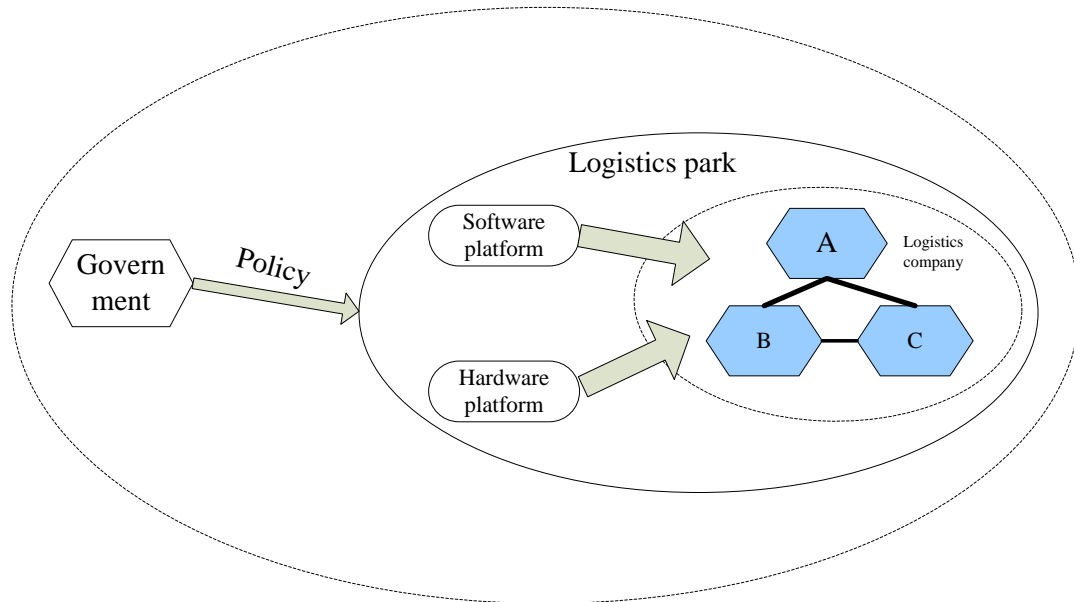 Logistics park
Software
platform
A
Logistics
company
Govern
ment
Policy
B
C
Hardware
platform